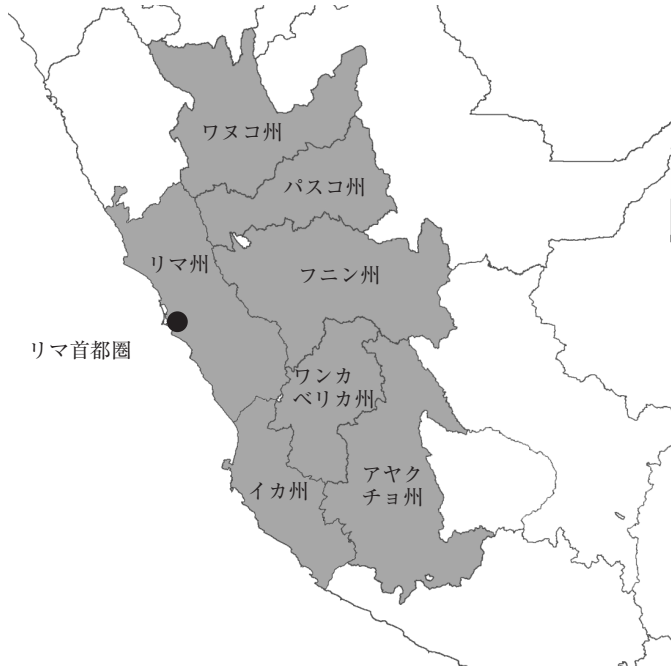 ワヌコ州
パスコ州
リマ州
フニン州
リマ首都圏
ワンカ
ベリカ州
アヤク
チョ州
イカ州